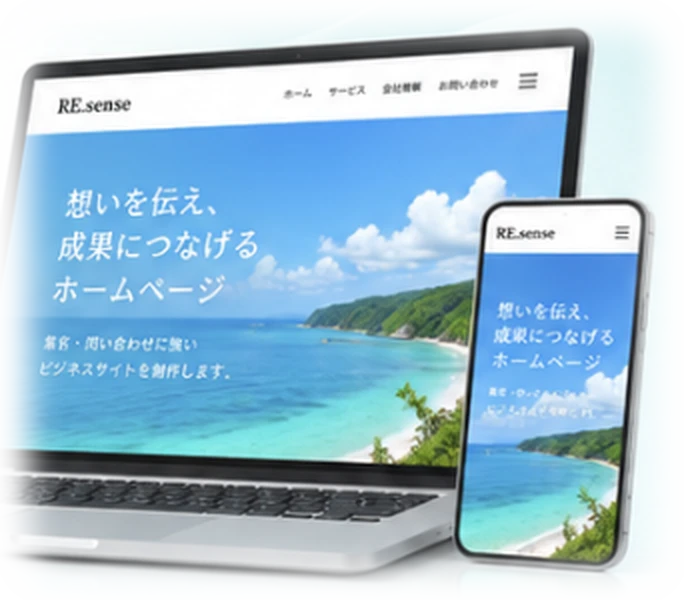 RE.sense
ホーム サービス 会社情報 お問い合わせ
想いを伝え、
成果につなげる
ホームページ
集客・問い合わせに強い
ビジネスサイトを制作します。
RE.sense
想いを伝え、
成果につなげる
ホームページ